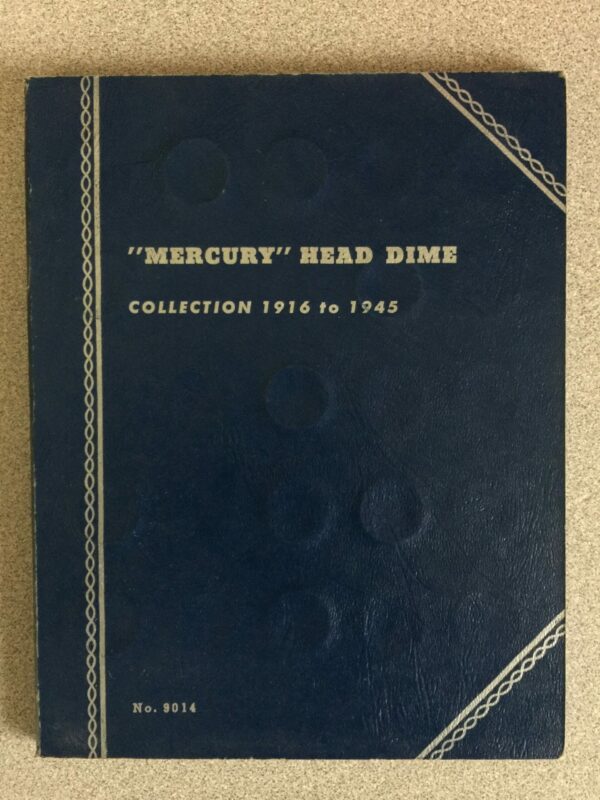 "MERCURY" HEAD DIME
COLLECTION 1916 to 1945
No. 9014